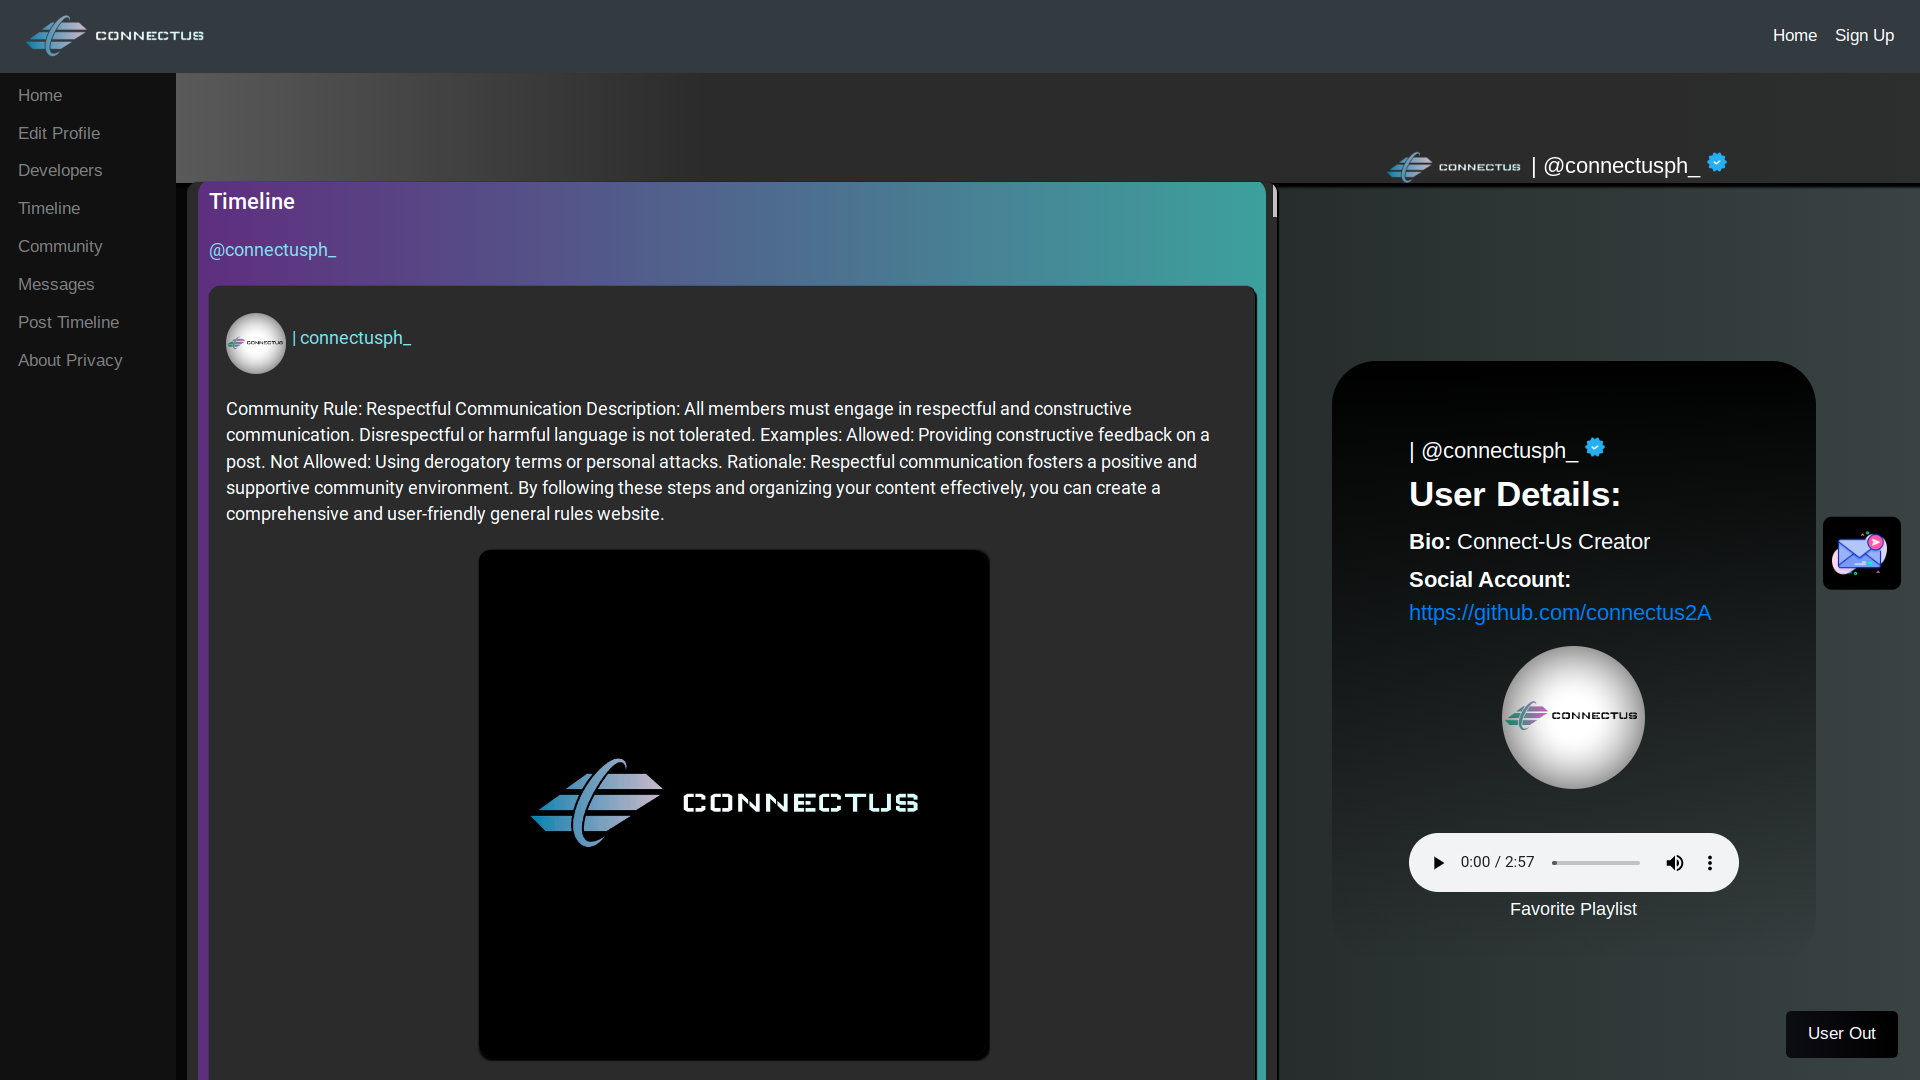 CONNECTUS
Home Sign Up
Home
Edit Profile
Developers
Timeline
Community
Messages
Post Timeline
About Privacy
CONNECTUS | @connectusph_
Timeline
@connectusph_
CONNECTUS | connectusph_
Community Rule: Respectful Communication Description: All members must engage in respectful and constructive
communication. Disrespectful or harmful language is not tolerated. Examples: Allowed: Providing constructive feedback on a
post. Not Allowed: Using derogatory terms or personal attacks. Rationale: Respectful communication fosters a positive and
supportive community environment. By following these steps and organizing your content effectively, you can create a
comprehensive and user-friendly general rules website.
CONNECTUS
| @connectusph_
User Details:
Bio: Connect-Us Creator
Social Account:
https://github.com/connectus2A
CONNECTUS
0:00 / 2:57
Favorite Playlist
User Out